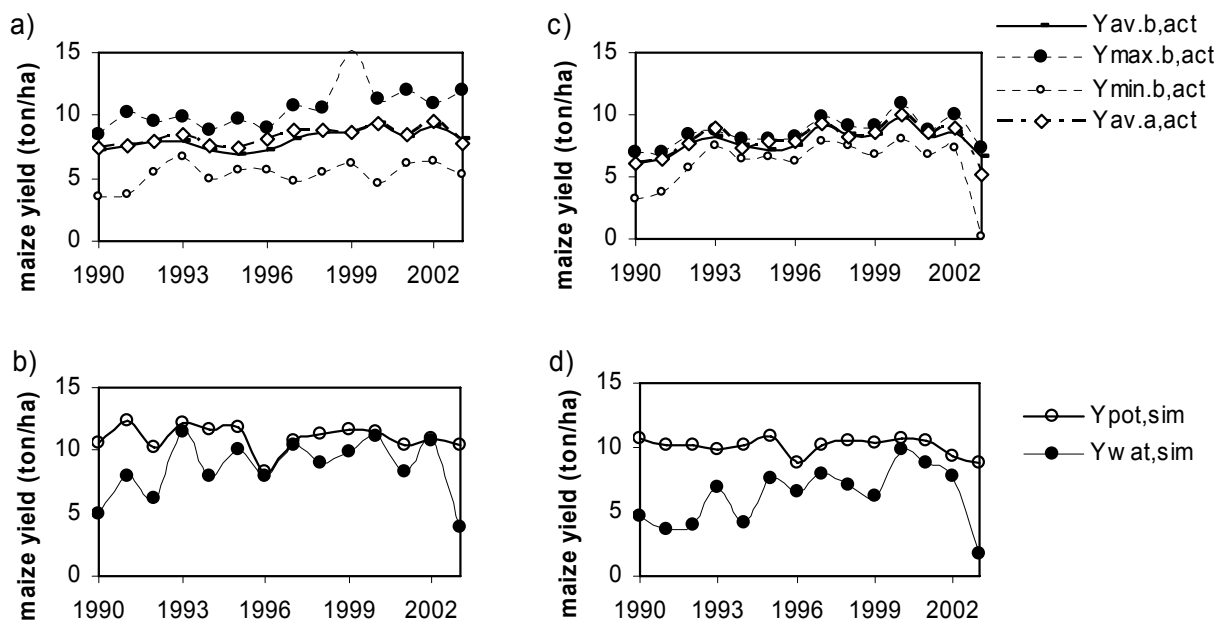 a)
maize yield (ton/ha)
15
10
5
0
1990 1993 1996 1999 2002
c)
maize yield (ton/ha)
15
10
5
0
1990 1993 1996 1999 2002
Yav.b,act
Ymax.b,act
Ymin.b,act
Yav.a,act
b)
maize yield (ton/ha)
15
10
5
0
1990 1993 1996 1999 2002
d)
maize yield (ton/ha)
15
10
5
0
1990 1993 1996 1999 2002
Ypot,sim
Yw at,sim